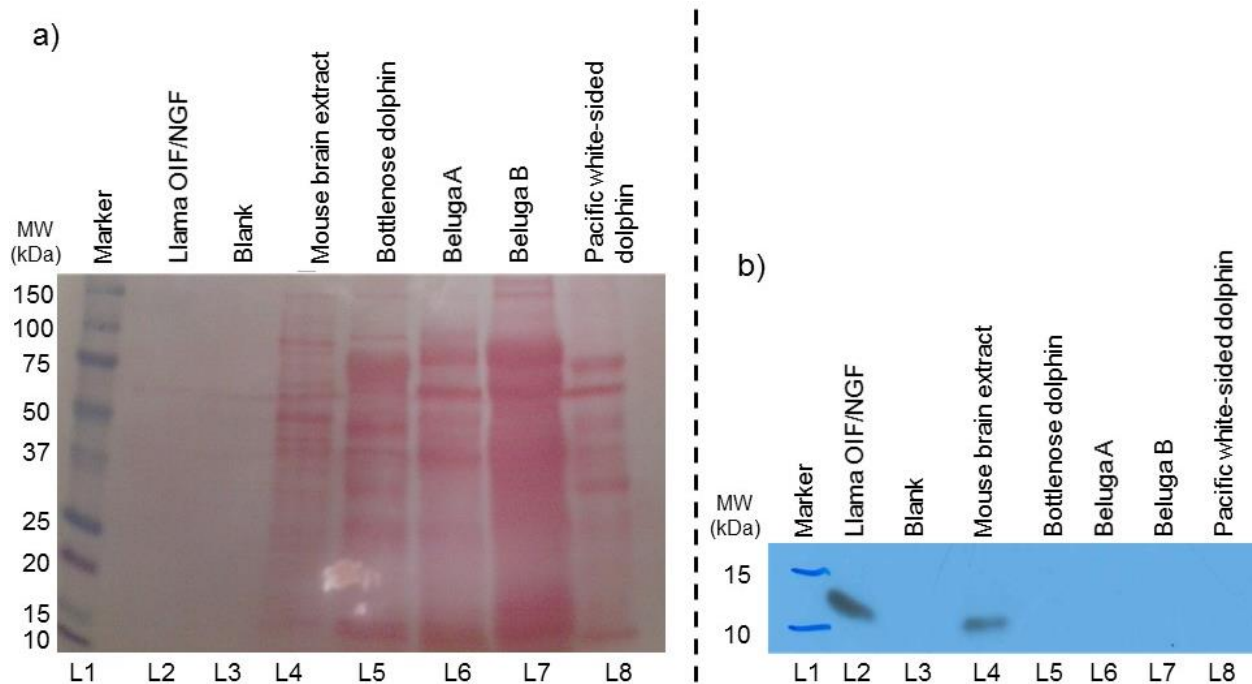 a)
MW
(kDa)
Marker
Llama OIF/NGF
Blank
Mouse brain extract
Bottlenose dolphin
Beluga A
Beluga B
Pacific white-sided
dolphin
150
100
75
50
37
25
20
15
10
L1 L2 L3 L4 L5 L6 L7 L8
b)
MW
(kDa)
Marker
Llama OIF/NGF
Blank
Mouse brain extract
Bottlenose dolphin
Beluga A
Beluga B
Pacific white-sided dolphin
15
10
L1 L2 L3 L4 L5 L6 L7 L8